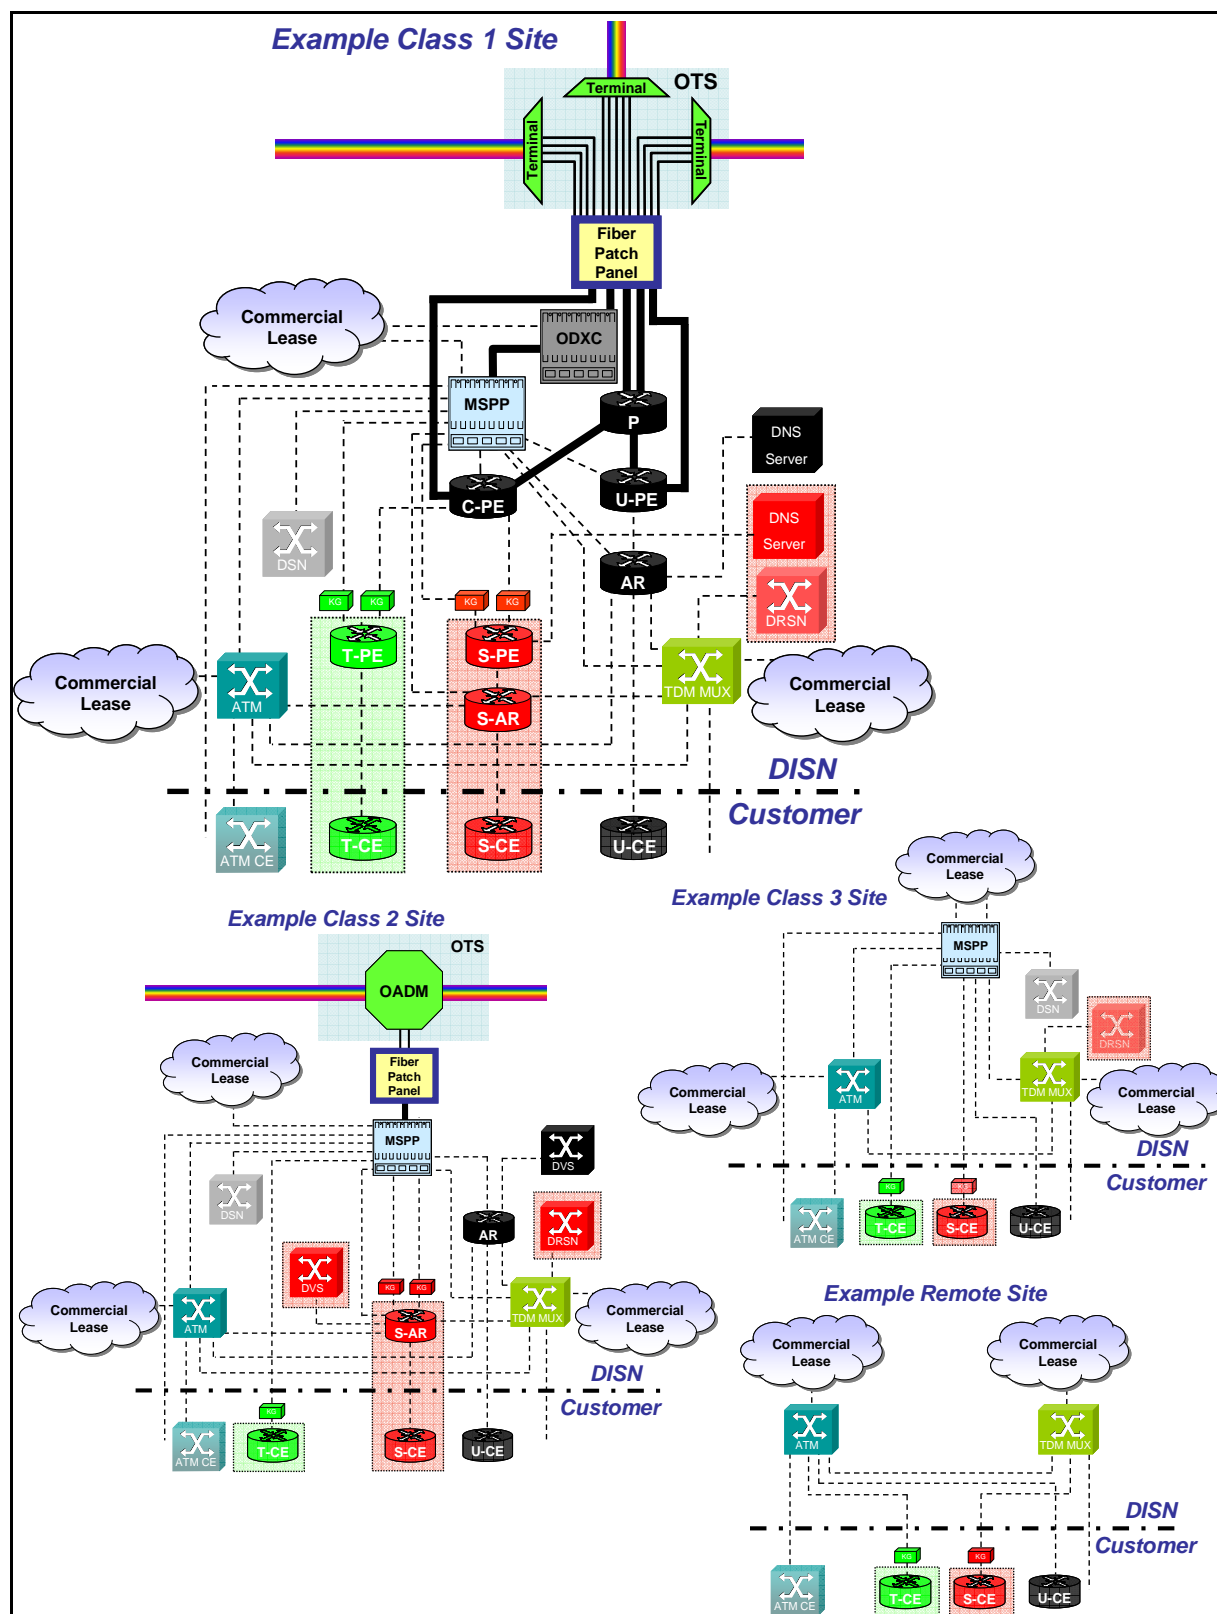 Example Class 1 Site
OTS
Terminal
Terminal
Terminal
Fiber
Patch
Panel
Commercial
Lease
ODXC
MSPP
P
C-PE
U-PE
DNS
Server
DNS
Server
DSN
AR
DRSN
KG
KG
KG
KG
T-PE
S-PE
Commercial
Lease
ATM
S-AR
TDM MUX
Commercial
Lease
DISN
Customer
ATM CE
T-CE
S-CE
U-CE
Example Class 2 Site
OTS
OADM
Fiber
Patch
Panel
Commercial
Lease
MSPP
DVS
DSN
AR
DRSN
DVS
KG
KG
Commercial
Lease
ATM
S-AR
TDM MUX
Commercial
Lease
DISN
Customer
KG
ATM CE
T-CE
S-CE
U-CE
Example Class 3 Site
Commercial
Lease
MSPP
DSN
DRSN
Commercial
Lease
ATM
TDM MUX
Commercial
Lease
DISN
Customer
KG
KG
ATM CE
T-CE
S-CE
U-CE
Example Remote Site
Commercial
Lease
Commercial
Lease
ATM
TDM MUX
DISN
Customer
KG
KG
ATM CE
T-CE
S-CE
U-CE